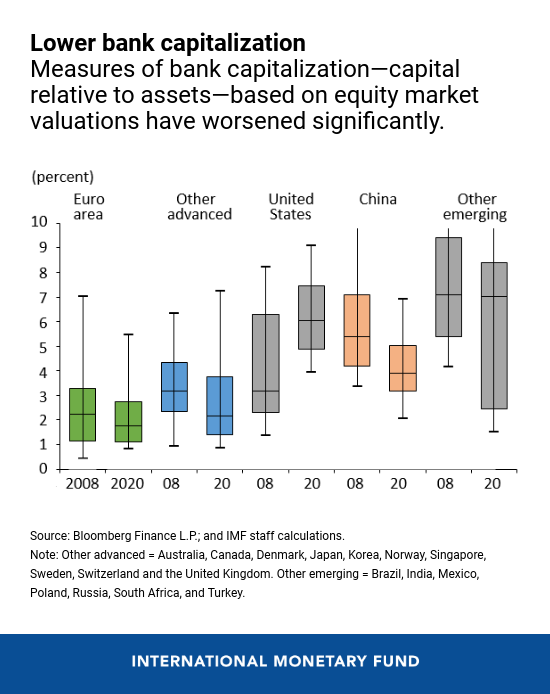 Lower bank capitalization
Measures of bank capitalization—capital
relative to assets—based on equity market
valuations have worsened significantly.
(percent)
Euro area
Other advanced
United States
China
Other emerging
10
9
8
7
6
5
4
3
2
1
0
2008 2020 08 20 08 20 08 20 08 20
Source: Bloomberg Finance L.P.; and IMF staff calculations.
Note: Other advanced = Australia, Canada, Denmark, Japan, Korea, Norway, Singapore,
Sweden, Switzerland and the United Kingdom. Other emerging = Brazil, India, Mexico,
Poland, Russia, South Africa, and Turkey.
INTERNATIONAL MONETARY FUND